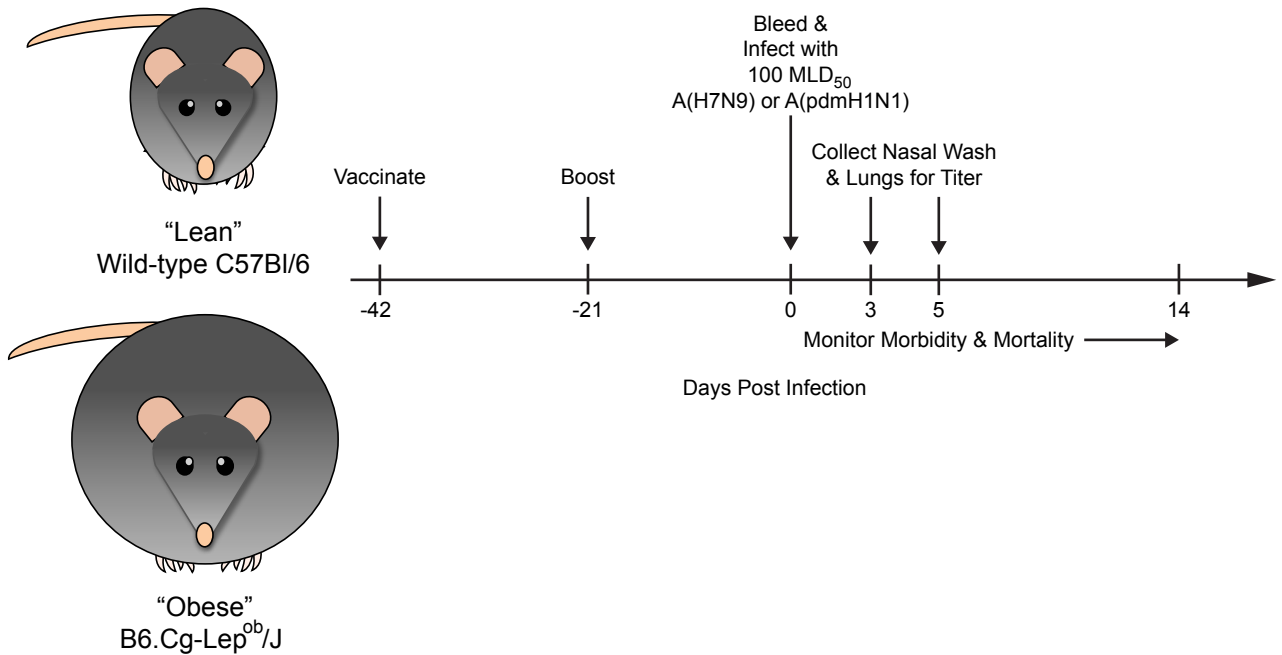 “Lean”
Wild-type C57Bl/6
“Obese”
B6.Cg-Lep^ob/J
Vaccinate
Boost
Bleed &
Infect with
100 MLD₅₀
A(H7N9) or A(pdmH1N1)
Collect Nasal Wash
& Lungs for Titer
-42
-21
0
3
5
14
Monitor Morbidity & Mortality
Days Post Infection